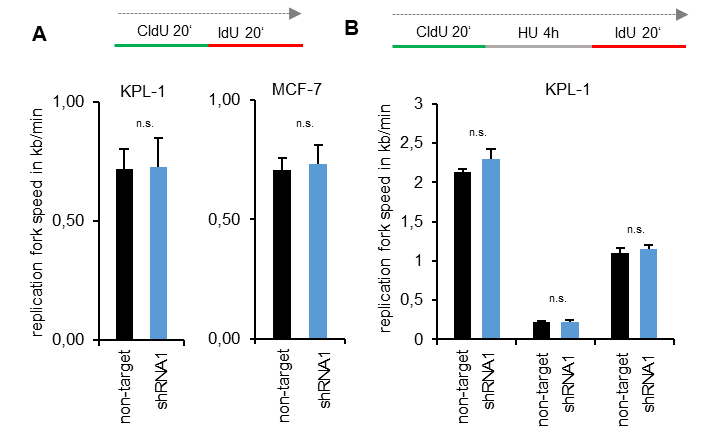 A
CldU 20‘
IdU 20‘
KPL-1
MCF-7
replication fork speed in kb/min
1,00
0,50
0,00
n.s.
non-target
shRNA1
1,00
0,50
0,00
n.s.
non-target
shRNA1
B
CldU 20‘
HU 4h
IdU 20‘
KPL-1
replication fork speed in kb/min
3
2,5
2
1,5
1
0,5
0
n.s.
n.s.
n.s.
non-target
shRNA1
non-target
shRNA1
non-target
shRNA1